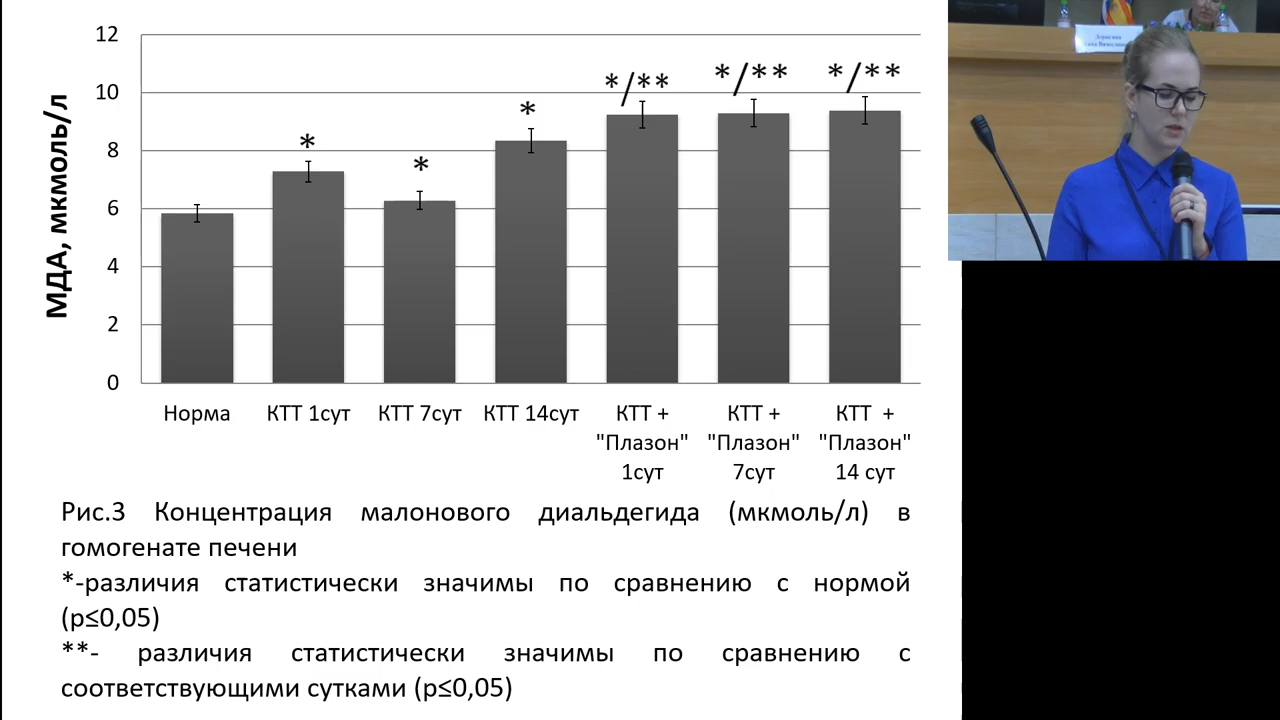 12
10
8
6
4
2
0
МДА, мкмоль/л
*
*
*
*/**
*/**
*/**
Норма
КТТ 1сут
КТТ 7сут
КТТ 14сут
КТТ +
"Плазон"
1сут
КТТ +
"Плазон"
7сут
КТТ +
"Плазон"
14 сут
Рис.3 Концентрация малонового диальдегида (мкмоль/л) в
гомогенате печени
*-различия статистически значимы по сравнению с нормой
(p≤0,05)
**- различия статистически значимы по сравнению с
соответствующими сутками (p≤0,05)